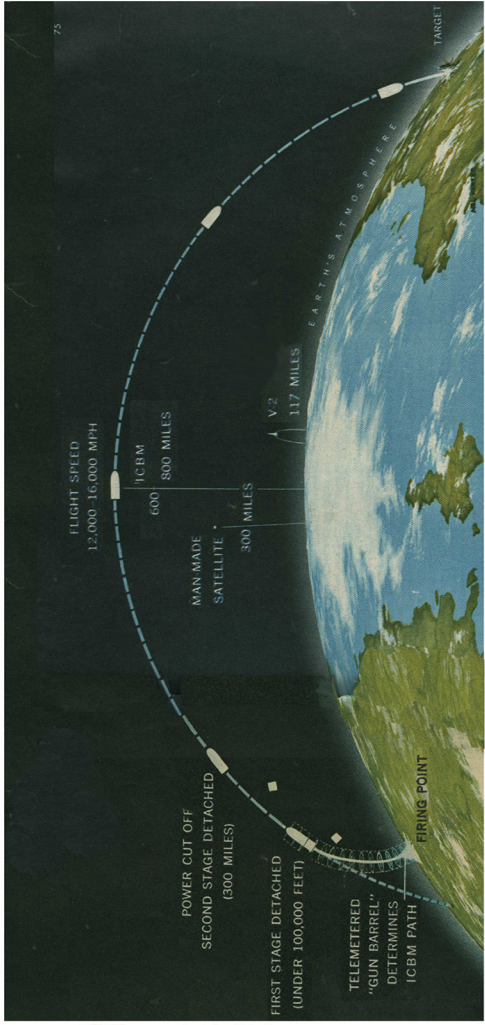 75
FLIGHT SPEED
12,000-16,000 MPH
ICBM
600 800 MILES
MAN-MADE
SATELLITE
300 MILES
V-2
117 MILES
EARTH'S ATMOSPHERE
TARGET
POWER CUT OFF
SECOND STAGE DETACHED
(300 MILES)
FIRST STAGE DETACHED
(UNDER 100,000 FEET)
TELEMETERED
"GUN BARREL"
DETERMINES
ICBM PATH
FIRING POINT